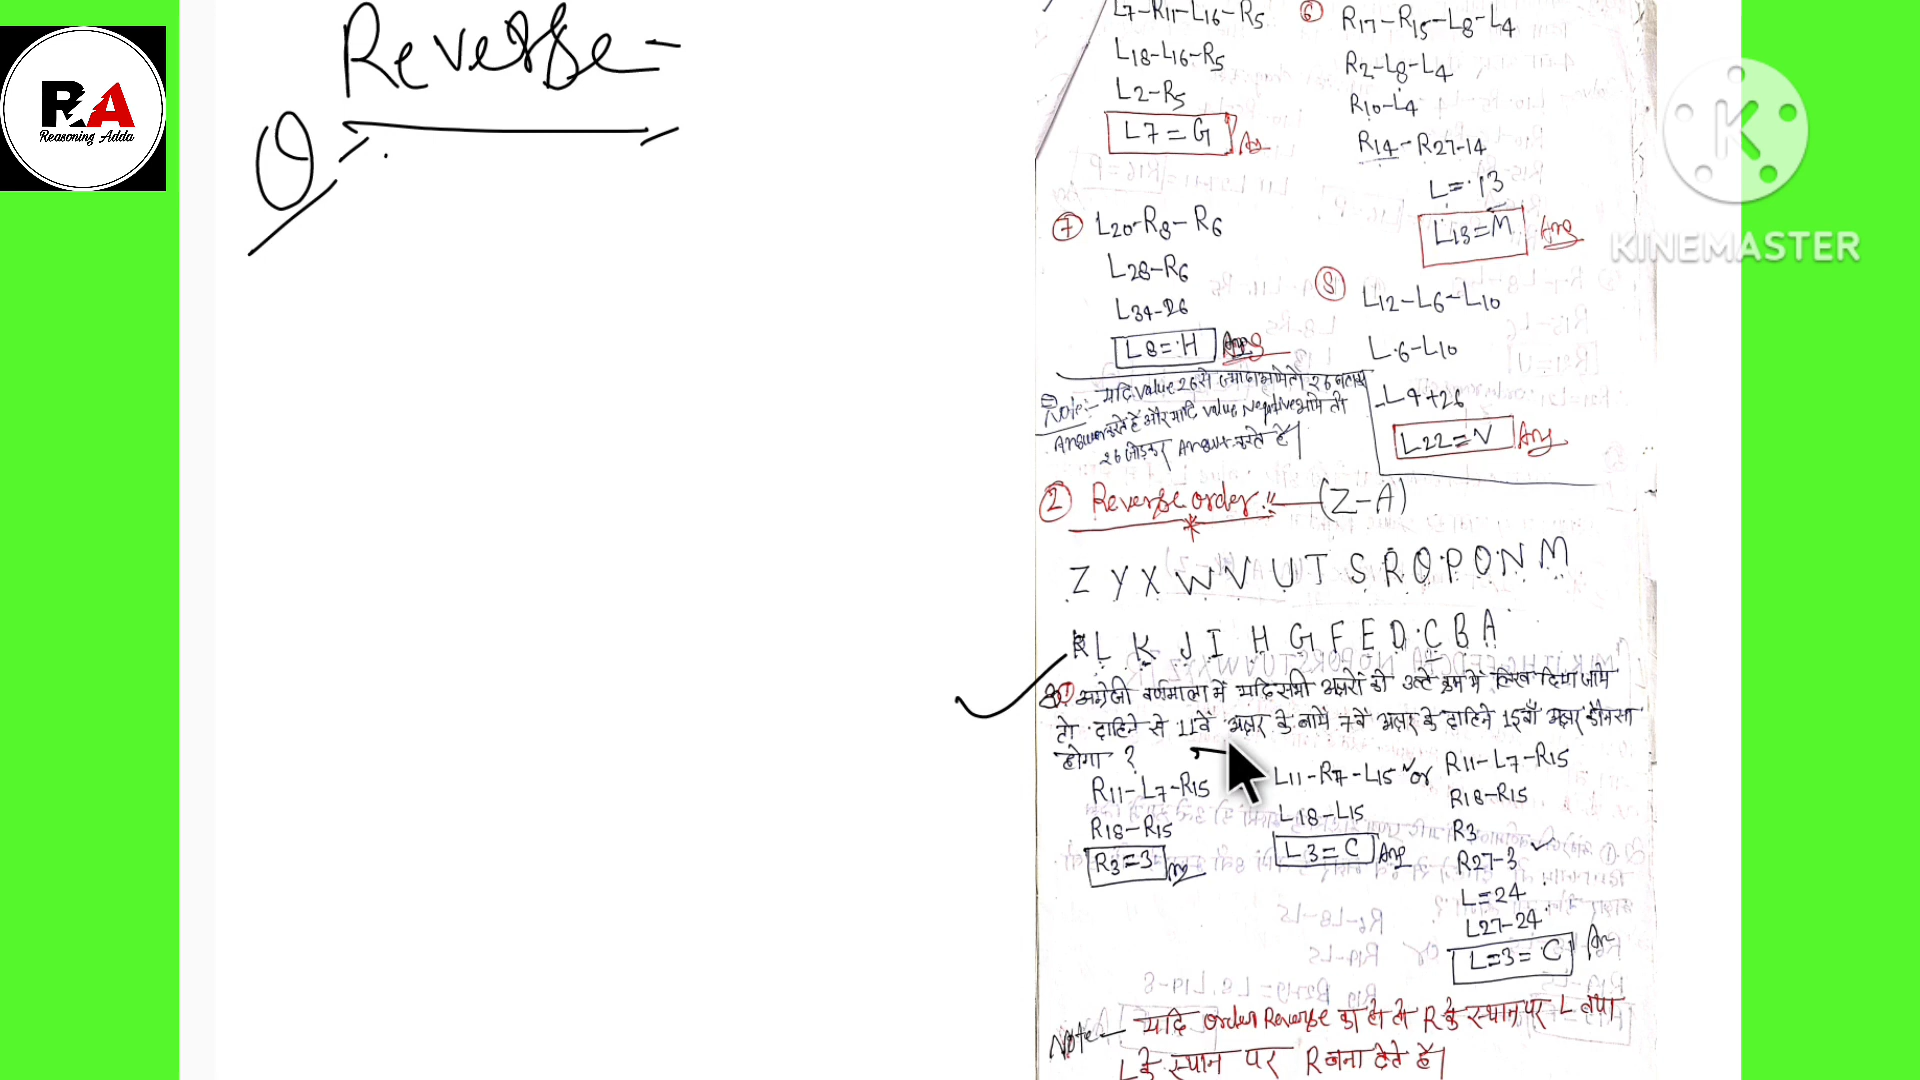 RA
Reasoning Adda
Reverse-
Q
L7-R11-L16-R5
L18-L16-R5
L2-R5
L7=G Ans
6 R17-R15-L8-L4
R2-L8-L4
R10-L4
R14-R27-14
L=13
L13=M Ans
KINEMASTER
7 L20-R8-R6
L28-R6
L34-26
L8=H Ans
8 L12-L6-L10
L6-L10
-L4+26
L22=V Ans
Note:- यदि value 26 से ज्यादा आये तो 26 घटाकर
Answer करते हैं और यदि value Negative आये तो
26 जोड़कर Answer करते हैं।
2 Reverse order:- (Z-A)
Z Y X W V U T S R Q P O N M
L K J I H G F E D C B A
अंग्रेजी वर्णमाला में यदि सभी अक्षरों को उल्टे क्रम में लिख दिया जाये
तो दाहिने से 11वें अक्षर के बायें 7वें अक्षर के दाहिने 15वाँ अक्षर कौनसा
होगा ?
R11-L7-R15
R18-R15
R3=3
L11-R7-L15 or
L18-L15
L3=C Ans
R11-L7-R15
R18-R15
R3
R27-3
L=24
L27-24
L=3=C
Note- यदि order Reverse का हो तो R के स्थान पर L तथा
L के स्थान पर R बना देते हैं।